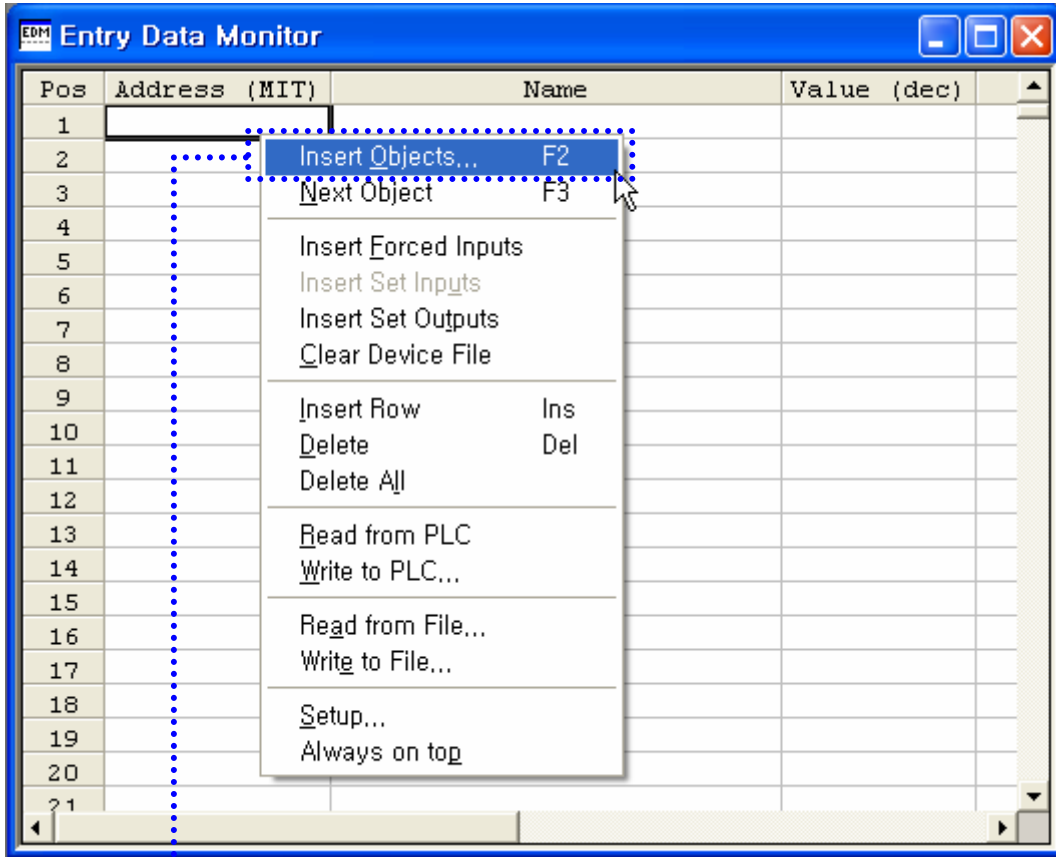 EDM Entry Data Monitor
Pos Address (MIT) Name Value (dec)
1
2 Insert Objects... F2
3 Next Object F3
4
5 Insert Forced Inputs
6 Insert Set Inputs
7 Insert Set Outputs
8 Clear Device File
9
10 Insert Row Ins
11 Delete Del
12 Delete All
13 Read from PLC
14 Write to PLC...
15
16 Read from File...
17 Write to File...
18
19 Setup...
20 Always on top
21